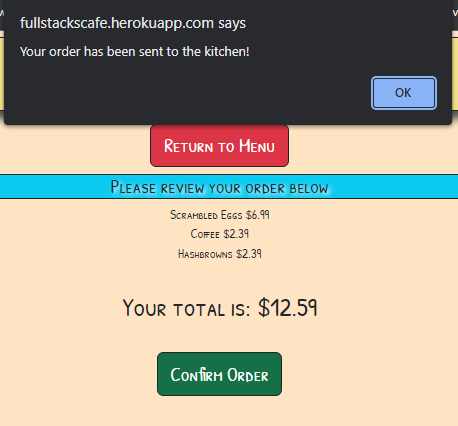 fullstackscafe.herokuapp.com says
Your order has been sent to the kitchen!
OK
Return to Menu
Please review your order below
Scrambled Eggs $6.99
Coffee $2.39
Hashbrowns $2.39
Your total is: $12.59
Confirm Order